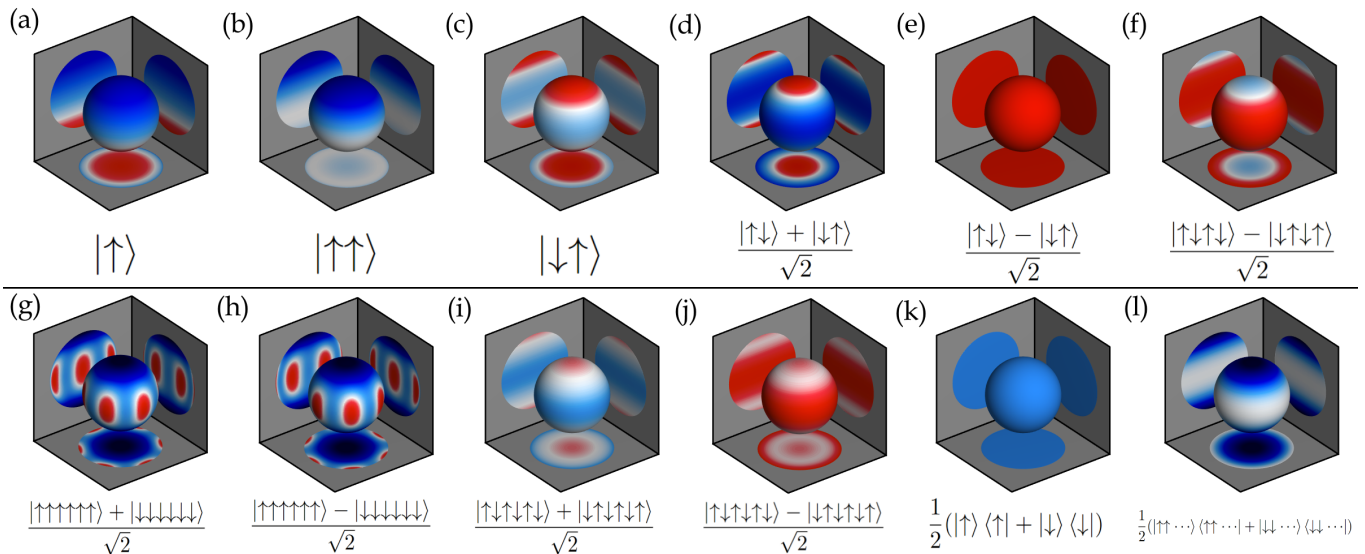 (a) (b) (c) (d) (e) (f)
|↑⟩
|↑↑⟩
|↓↑⟩
|↑↓⟩ + |↓↑⟩
√2
|↑↓⟩ − |↓↑⟩
√2
|↑↓↑↓⟩ − |↓↑↓↑⟩
√2
(g) (h) (i) (j) (k) (l)
|↑↑↑↑↑↑⟩ + |↓↓↓↓↓↓⟩
√2
|↑↑↑↑↑↑⟩ − |↓↓↓↓↓↓⟩
√2
|↑↓↑↓↑↓⟩ + |↓↑↓↑↓↑⟩
√2
|↑↓↑↓↑↓⟩ − |↓↑↓↑↓↑⟩
√2
1/2(|↑⟩ ⟨↑| + |↓⟩ ⟨↓|)
1/2(|↑↑ ⋯⟩ ⟨↑↑ ⋯| + |↓↓ ⋯⟩ ⟨↓↓ ⋯|)